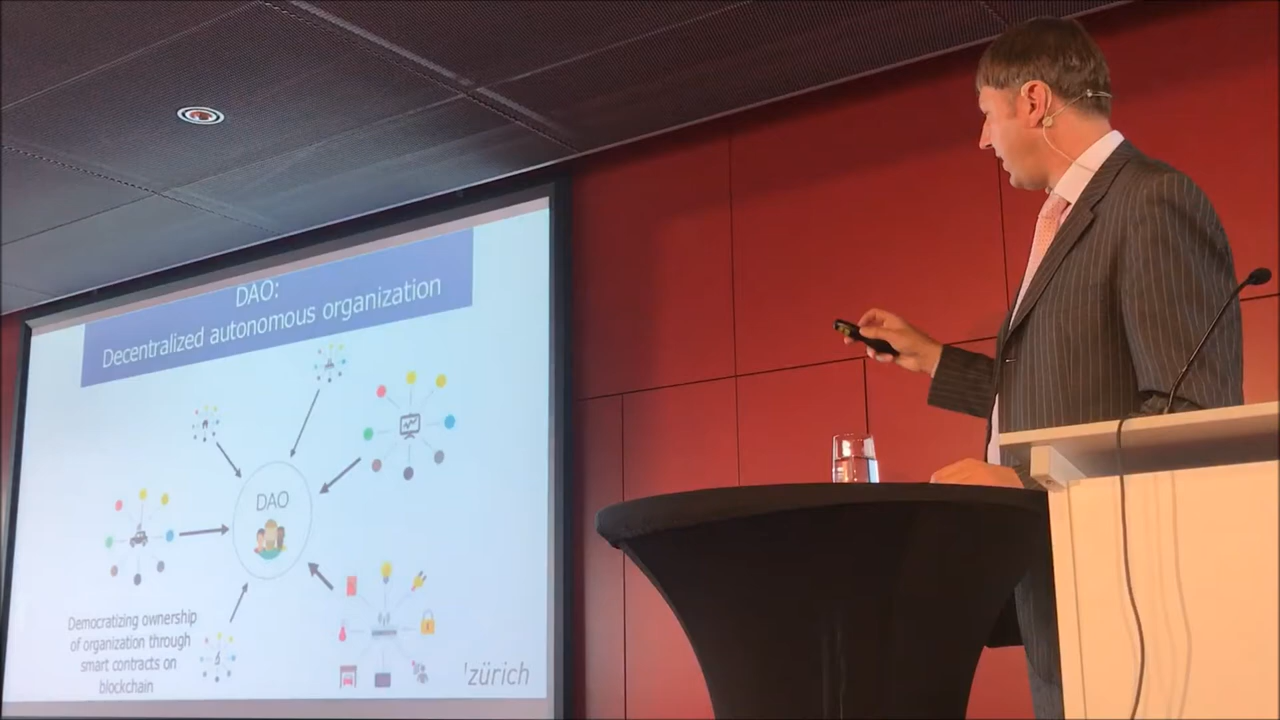 DAO:
Decentralized autonomous organization
DAO
Democratizing ownership
of organization through
smart contracts on
blockchain
'zürich